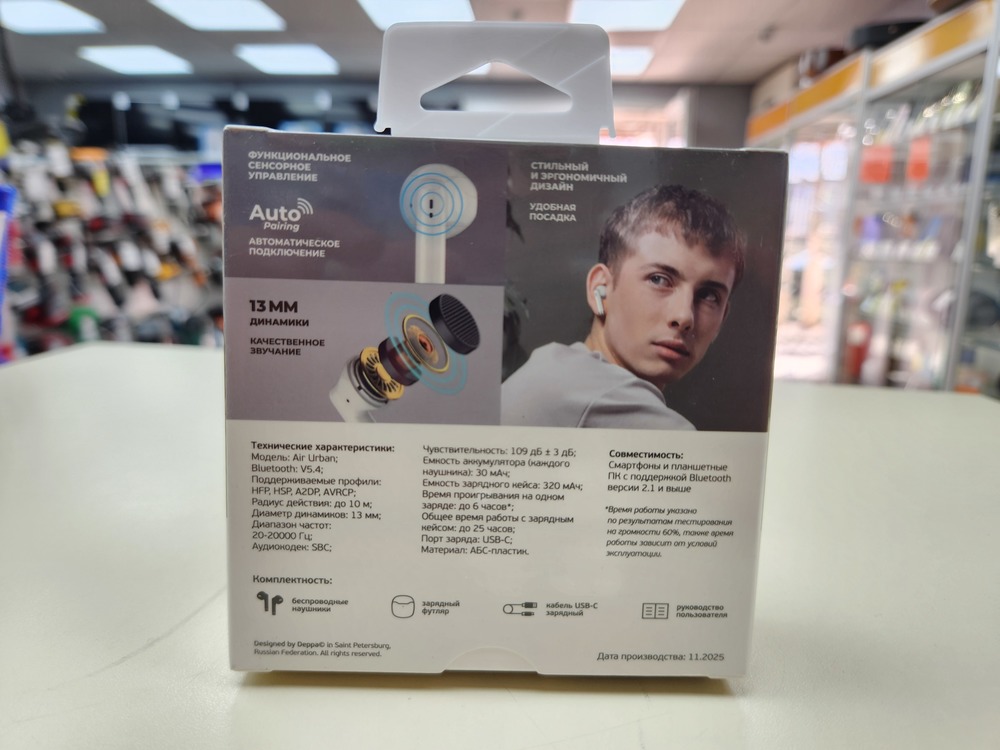 ФУНКЦИОНАЛЬНОЕ
СЕНСОРНОЕ
УПРАВЛЕНИЕ
Auto
Pairing
АВТОМАТИЧЕСКОЕ
ПОДКЛЮЧЕНИЕ
СТИЛЬНЫЙ
И ЭРГОНОМИЧНЫЙ
ДИЗАЙН
УДОБНАЯ
ПОСАДКА
13 ММ
ДИНАМИКИ
КАЧЕСТВЕННОЕ
ЗВУЧАНИЕ
Технические характеристики:
Модель: Air Urban;
Bluetooth: V5.4;
Поддерживаемые профили:
HFP, HSP, A2DP, AVRCP;
Радиус действия: до 10 м;
Диаметр динамиков: 13 мм;
Диапазон частот:
20-20000 Гц;
Аудиокодек: SBC;
Чувствительность: 109 дБ ± 3 дБ;
Емкость аккумулятора (каждого
наушника): 30 мАч;
Емкость зарядного кейса: 320 мАч;
Время проигрывания на одном
заряде: до 6 часов*;
Общее время работы с зарядным
кейсом: до 25 часов;
Порт заряда: USB-C;
Материал: АБС-пластик.
Совместимость:
Смартфоны и планшетные
ПК с поддержкой Bluetooth
версии 2.1 и выше
*Время работы указано
по результатам тестирования
на громкости 60%, также время
работы зависит от условий
эксплуатации.
Комплектность:
беспроводные
наушники
зарядный
футляр
кабель USB-C
зарядный
руководство
пользователя
Designed by Deppa© in Saint Petersburg,
Russian Federation. All rights reserved.
Дата производства: 11.2025